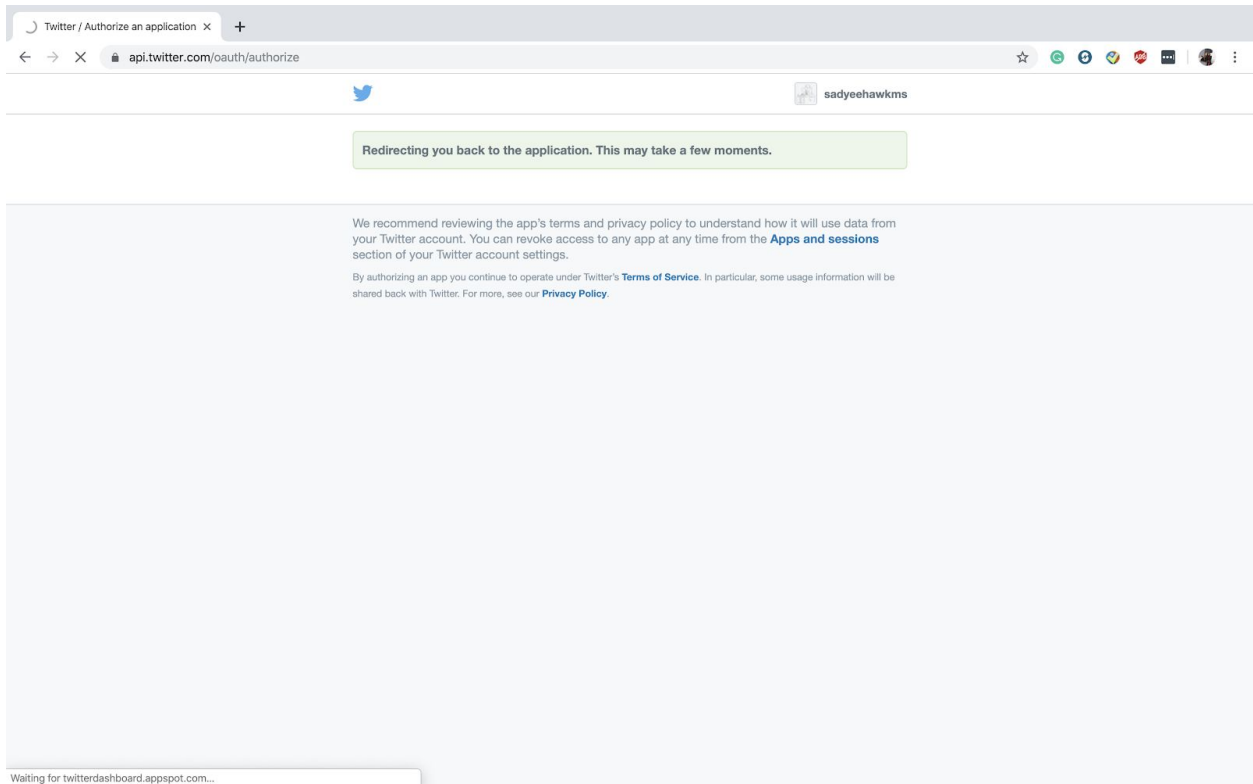 Twitter / Authorize an application
api.twitter.com/oauth/authorize
sadyeehawkms
Redirecting you back to the application. This may take a few moments.
We recommend reviewing the app's terms and privacy policy to understand how it will use data from
your Twitter account. You can revoke access to any app at any time from the Apps and sessions
section of your Twitter account settings.
By authorizing an app you continue to operate under Twitter's Terms of Service. In particular, some usage information will be
shared back with Twitter. For more, see our Privacy Policy.
Waiting for twitterdashboard.appspot.com...